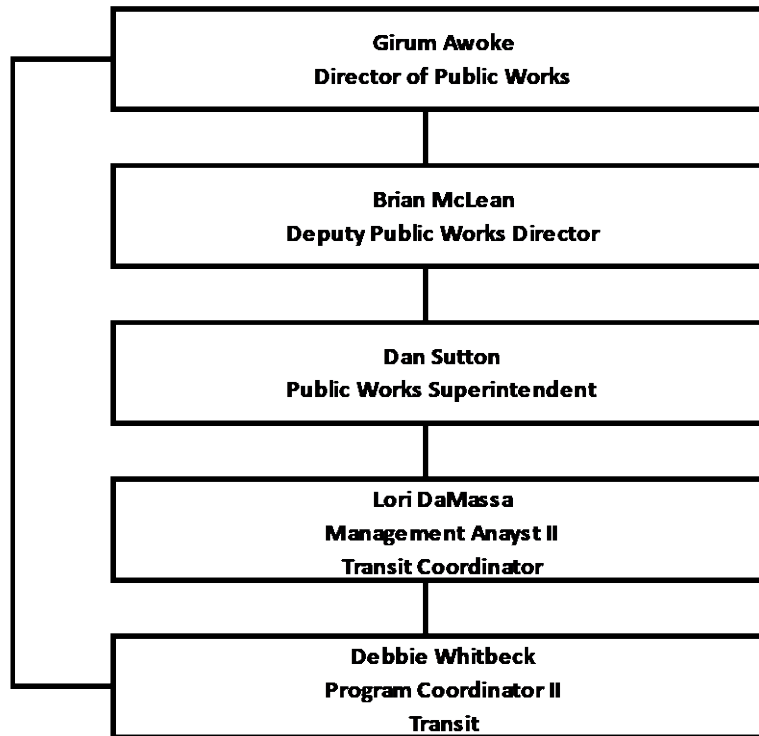 Girum Awoke
Director of Public Works
Brian McLean
Deputy Public Works Director
Dan Sutton
Public Works Superintendent
Lori DaMassa
Management Anayst II
Transit Coordinator
Debbie Whitbeck
Program Coordinator II
Transit